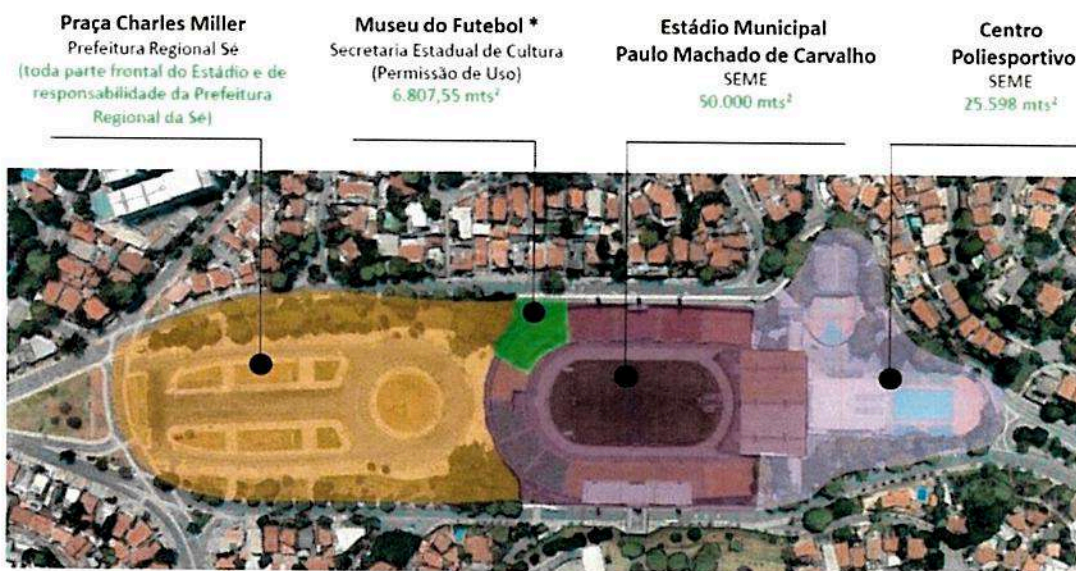 Praça Charles Miller
Prefeitura Regional Sé
(toda parte frontal do Estádio e de
responsabilidade da Prefeitura
Regional da Sé)
Museu do Futebol *
Secretaria Estadual de Cultura
(Permissão de Uso)
6.807,55 mts²
Estádio Municipal
Paulo Machado de Carvalho
SEME
50.000 mts²
Centro
Poliesportivo
SEME
25.598 mts²